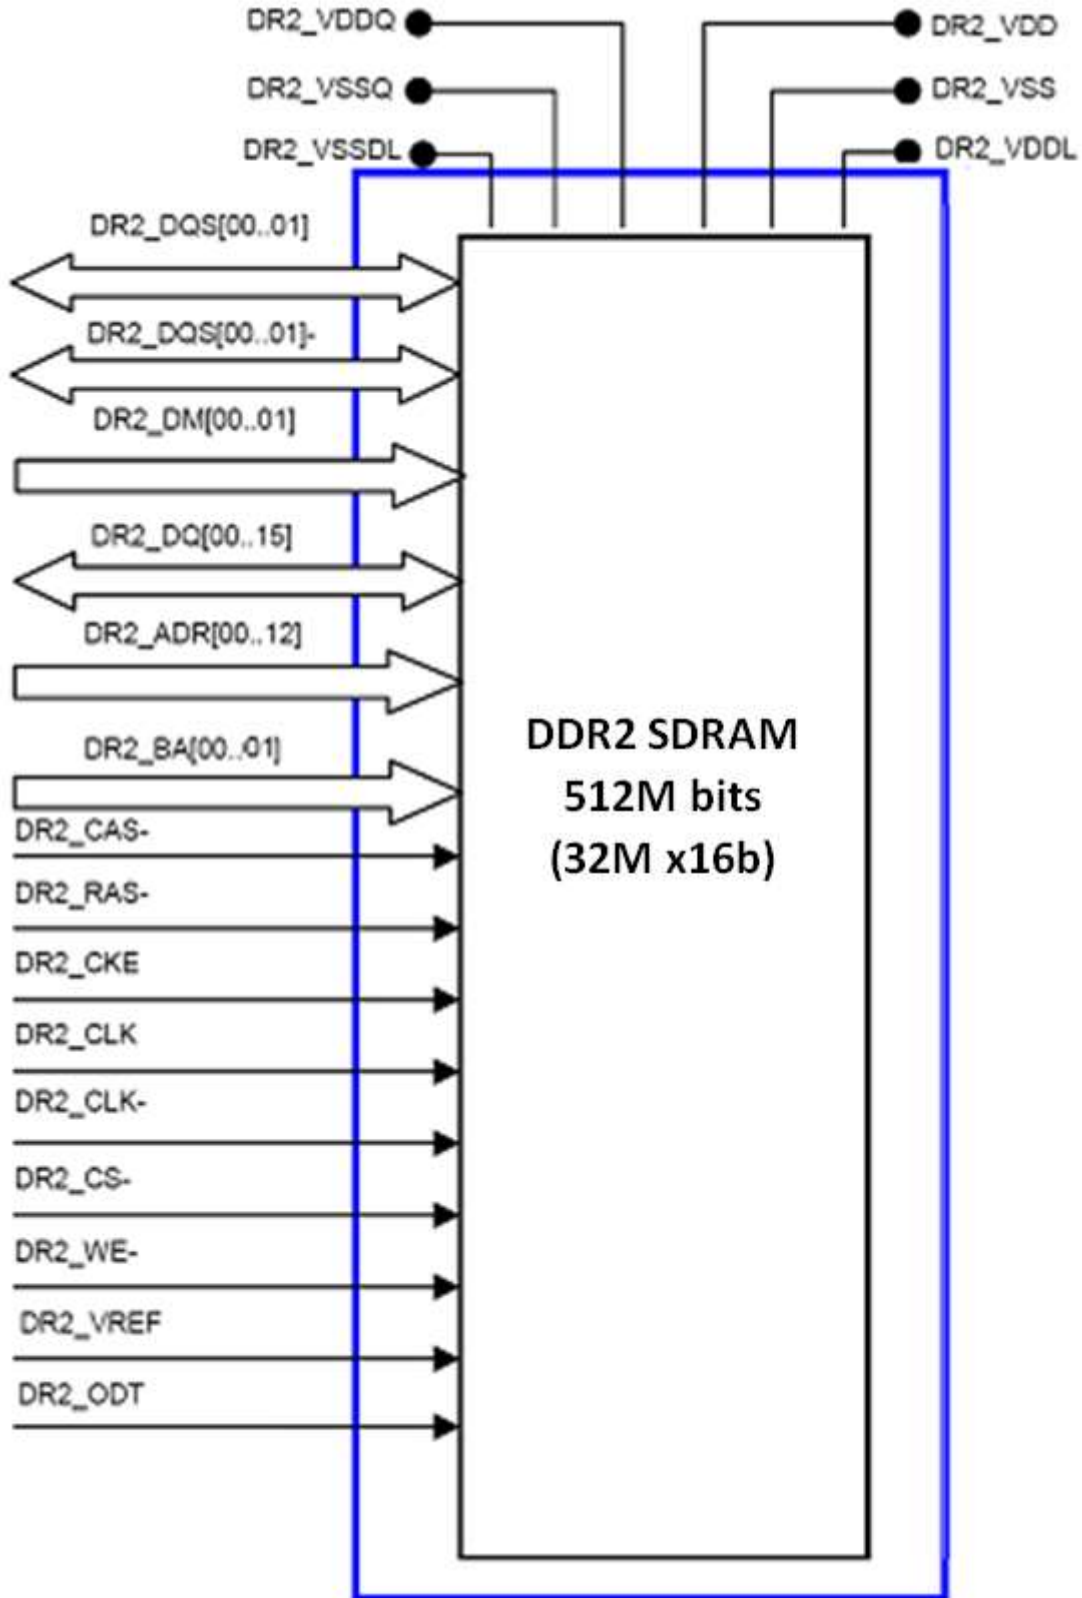 DR2_VDDQ
DR2_VDD
DR2_VSSQ
DR2_VSS
DR2_VSSDL
DR2_VDDL
DR2_DQS[00..01]
DR2_DQS[00..01]-
DR2_DM[00..01]
DR2_DQ[00..15]
DR2_ADR[00..12]
DR2_BA[00..01]
DR2_CAS-
DR2_RAS-
DR2_CKE
DR2_CLK
DR2_CLK-
DR2_CS-
DR2_WE-
DR2_VREF
DR2_ODT
DDR2 SDRAM
512M bits
(32M x16b)